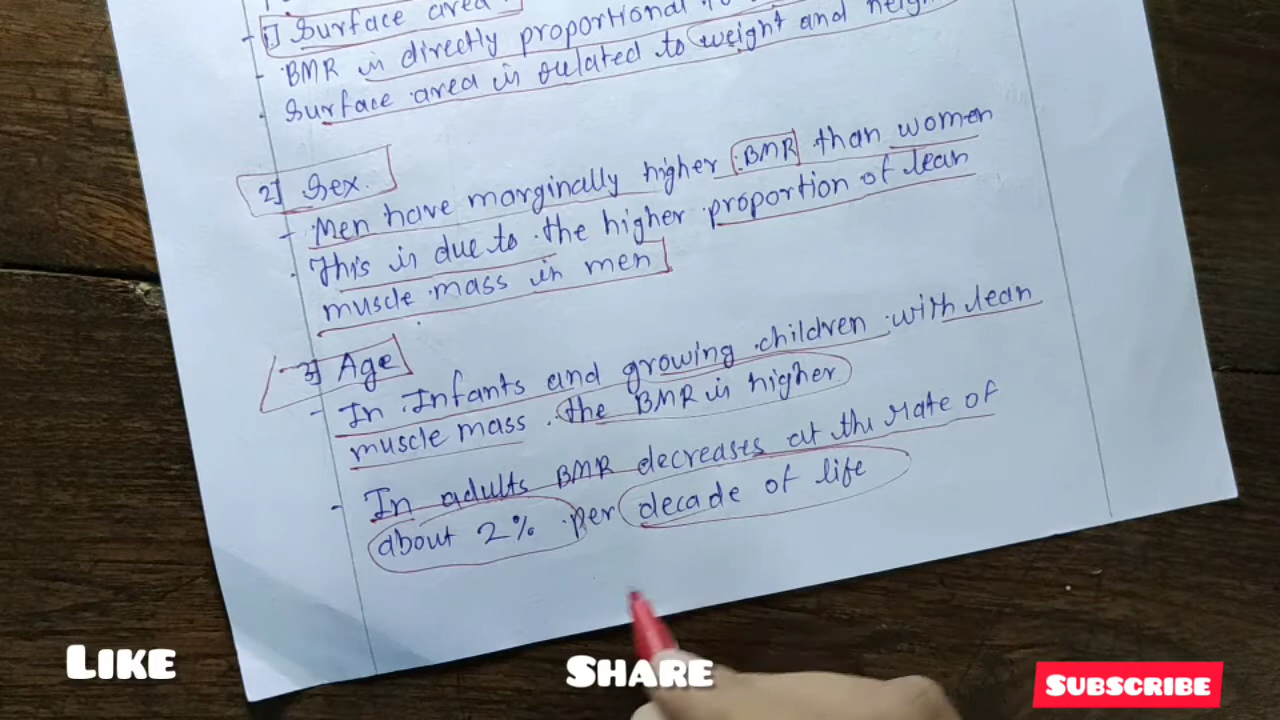 1] Surface area
- BMR is directly proportional to
. Surface area is related to weight and heigh
2] Sex.
- Men have marginally higher BMR than women
. This is due to the higher proportion of lean
muscle mass in men
3] Age
- In Infants and growing children with lean
muscle mass the BMR is higher
- In adults BMR decreases at the rate of
about 2% per decade of life
LIKE
SHARE
SUBSCRIBE